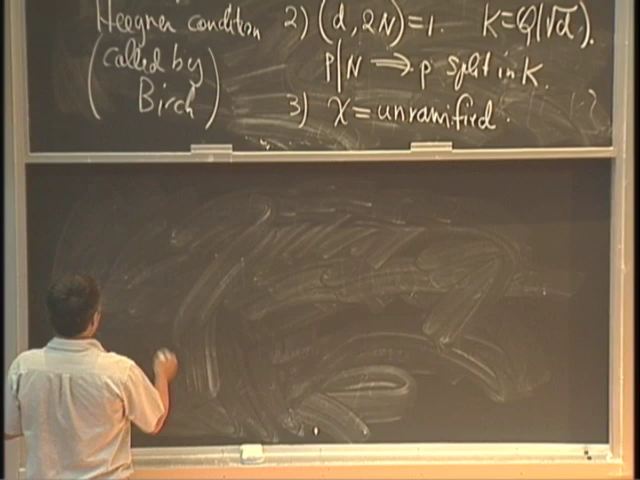 Heegner condition 2) (d, 2N)=1. K=Q(√d).
(called by Birch) p|N ⟹ p split in K.
3) χ = unramified.